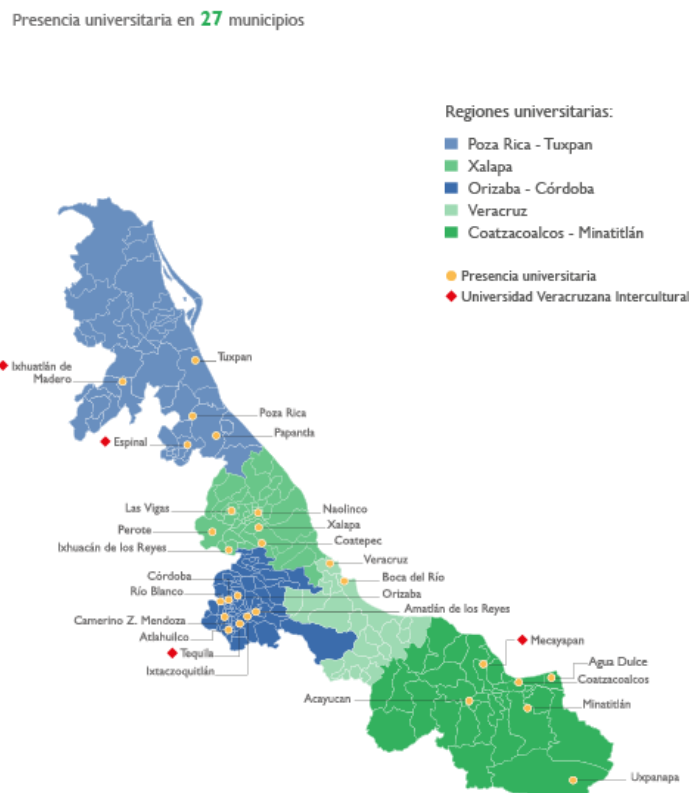 Presencia universitaria en 27 municipios
Regiones universitarias:
Poza Rica - Tuxpan
Xalapa
Orizaba - Córdoba
Veracruz
Coatzacoalcos - Minatitlán
Presencia universitaria
Universidad Veracruzana Intercultural
Tuxpan
Ixhuatlán de
Madero
Poza Rica
Papantla
Espinal
Las Vigas
Naolinco
Xalapa
Perote
Coatepec
Ixhuacán de los Reyes
Veracruz
Córdoba
Boca del Río
Río Blanco
Orizaba
Amatlán de los Reyes
Camerino Z. Mendoza
Atlahuilco
Mecayapan
Tequila
Agua Dulce
Ixtaczoquitlán
Coatzacoalcos
Acayucan
Minatitlán
Uxpanapa